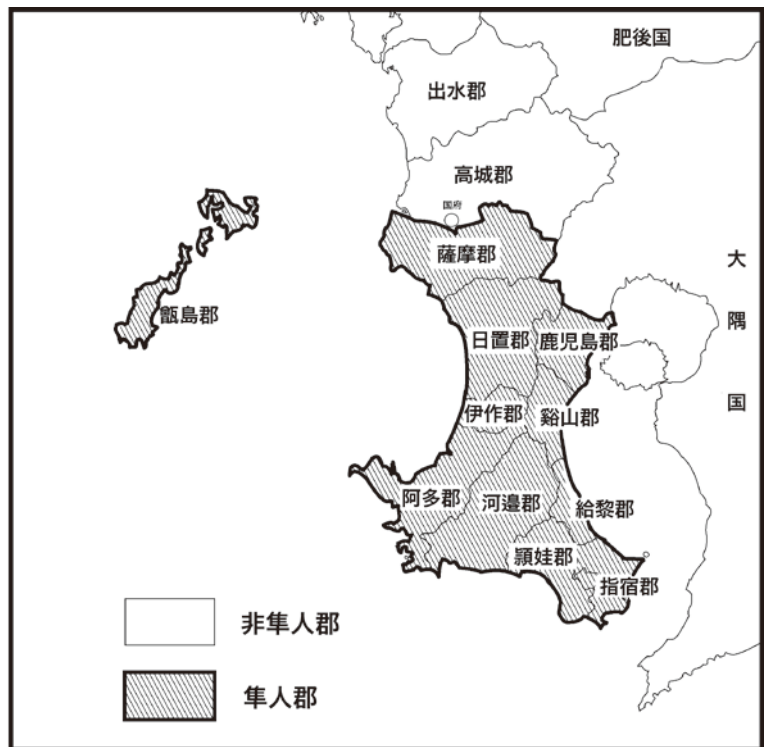 肥後国
出水郡
高城郡
国府
薩摩郡
甑島郡
大隅国
日置郡
鹿児島郡
伊作郡
谿山郡
阿多郡
河邊郡
給黎郡
頴娃郡
指宿郡
非隼人郡
隼人郡